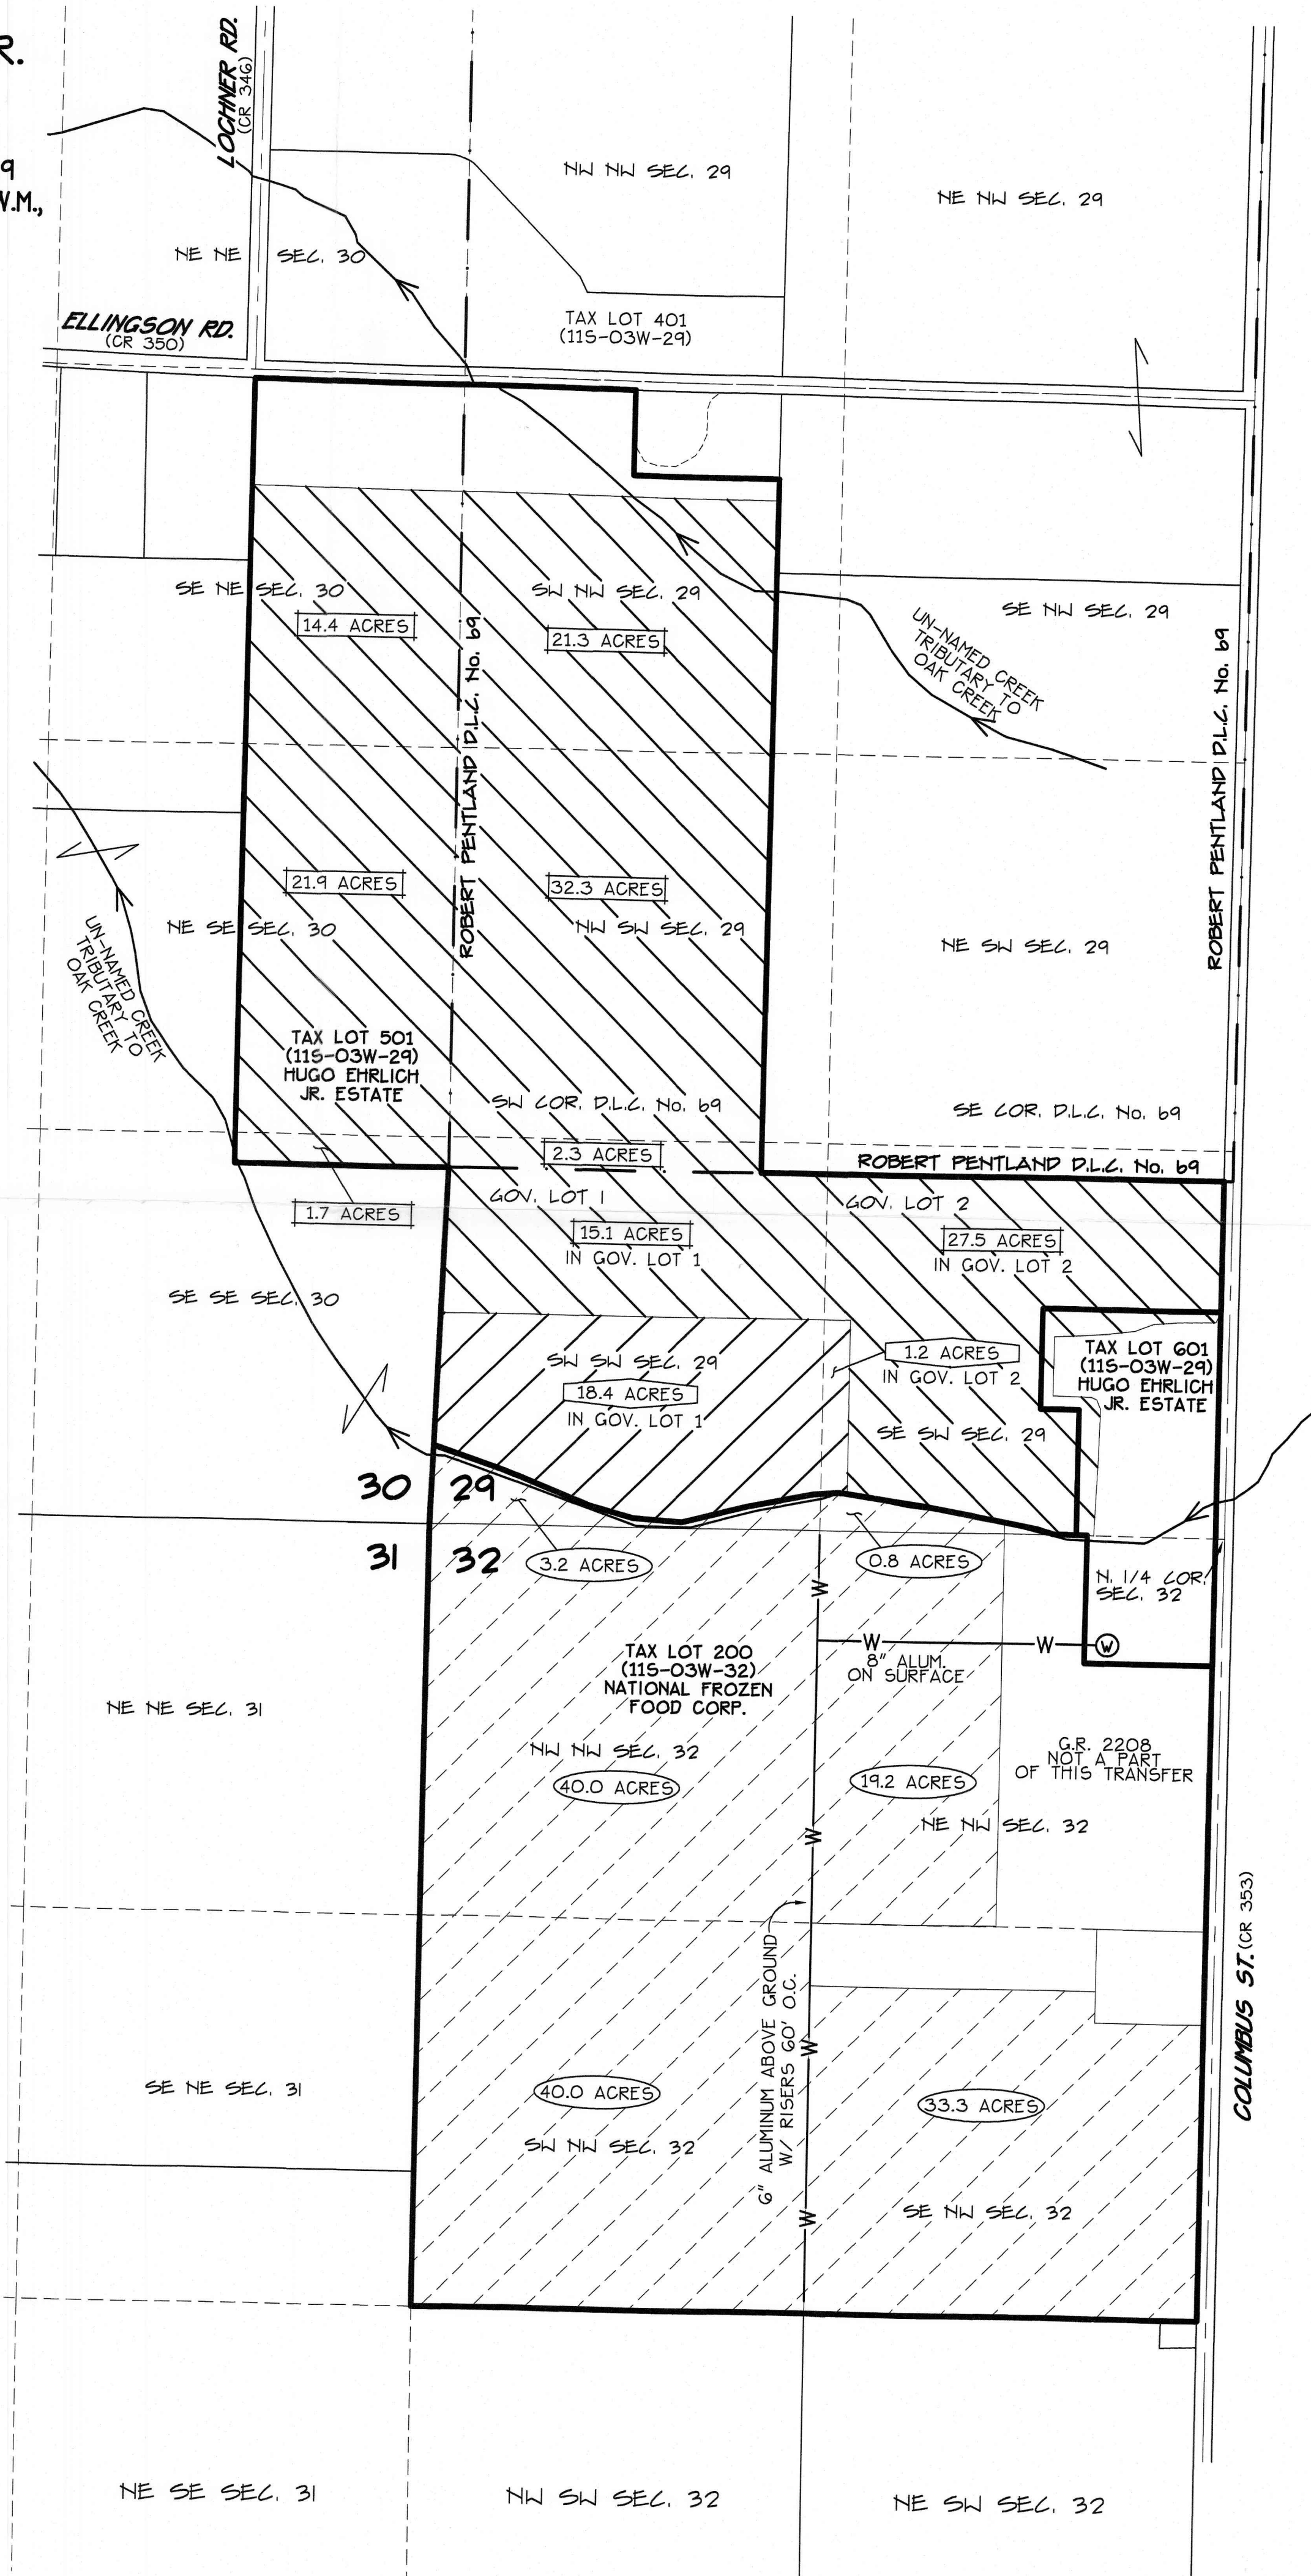 R.
LOCHNER RD.
(CR 346)
9
W.M.,
NW NW SEC. 29
NE NW SEC. 29
NE NE SEC. 30
ELLINGSON RD.
(CR 350)
TAX LOT 401
(11S-03W-29)
SE NE SEC. 30
14.4 ACRES
SW NW SEC. 29
21.3 ACRES
SE NW SEC. 29
UN-NAMED CREEK
TRIBUTARY TO
OAK CREEK
ROBERT PENTLAND D.L.C. No. 69
ROBERT PENTLAND D.L.C. No. 69
21.9 ACRES
32.3 ACRES
NE SE SEC. 30
NW SW SEC. 29
NE SW SEC. 29
UN-NAMED CREEK
TRIBUTARY TO
OAK CREEK
TAX LOT 501
(11S-03W-29)
HUGO EHRLICH
JR. ESTATE
SW COR. D.L.C. No. 69
SE COR. D.L.C. No. 69
2.3 ACRES
ROBERT PENTLAND D.L.C. No. 69
GOV. LOT 1
GOV. LOT 2
1.7 ACRES
15.1 ACRES
IN GOV. LOT 1
27.5 ACRES
IN GOV. LOT 2
SE SE SEC. 30
SW SW SEC. 29
18.4 ACRES
IN GOV. LOT 1
1.2 ACRES
IN GOV. LOT 2
TAX LOT 601
(11S-03W-29)
HUGO EHRLICH
JR. ESTATE
SE SW SEC. 29
30 29
31 32
3.2 ACRES
0.8 ACRES
N. 1/4 COR.
SEC. 32
W
W
W
W
8" ALUM.
ON SURFACE
TAX LOT 200
(11S-03W-32)
NATIONAL FROZEN
FOOD CORP.
NE NE SEC. 31
NW NW SEC. 32
40.0 ACRES
G.R. 2208
NOT A PART
OF THIS TRANSFER
19.2 ACRES
NE NW SEC. 32
W
6" ALUMINUM ABOVE GROUND
W/ RISERS 60' O.C.
W
COLUMBUS ST. (CR 353)
SE NE SEC. 31
40.0 ACRES
SW NW SEC. 32
33.3 ACRES
SE NW SEC. 32
W
NE SE SEC. 31
NW SW SEC. 32
NE SW SEC. 32